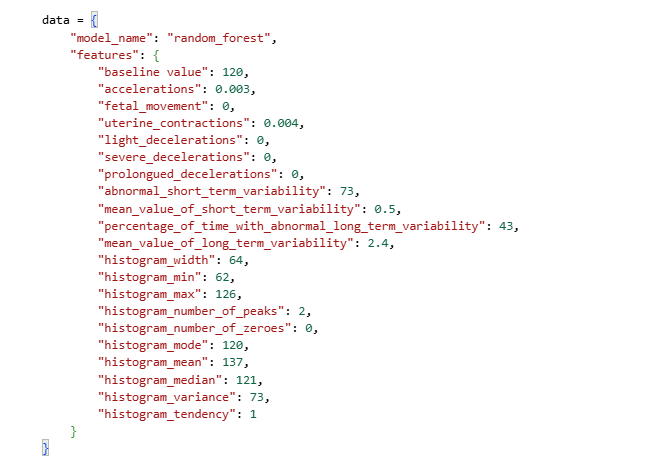 data = {
"model_name": "random_forest",
"features": {
"baseline value": 120,
"accelerations": 0.003,
"fetal_movement": 0,
"uterine_contractions": 0.004,
"light_decelerations": 0,
"severe_decelerations": 0,
"prolongued_decelerations": 0,
"abnormal_short_term_variability": 73,
"mean_value_of_short_term_variability": 0.5,
"percentage_of_time_with_abnormal_long_term_variability": 43,
"mean_value_of_long_term_variability": 2.4,
"histogram_width": 64,
"histogram_min": 62,
"histogram_max": 126,
"histogram_number_of_peaks": 2,
"histogram_number_of_zeroes": 0,
"histogram_mode": 120,
"histogram_mean": 137,
"histogram_median": 121,
"histogram_variance": 73,
"histogram_tendency": 1
}
}